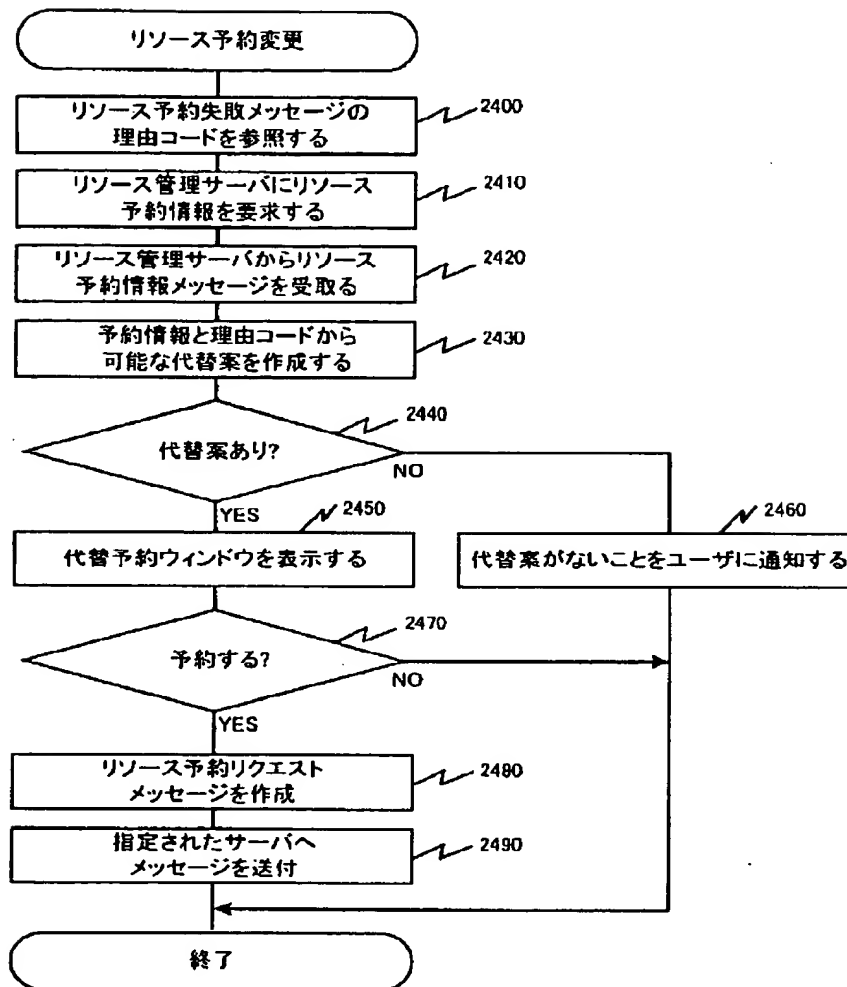 リソース予約変更
リソース予約失敗メッセージの
理由コードを参照する
2400
リソース管理サーバにリソース
予約情報を要求する
2410
リソース管理サーバからリソース
予約情報メッセージを受取る
2420
予約情報と理由コードから
可能な代替案を作成する
2430
代替案あり?
2440
NO
YES
2450
代替予約ウィンドウを表示する
2460
代替案がないことをユーザに通知する
予約する?
2470
NO
YES
リソース予約リクエスト
メッセージを作成
2480
指定されたサーバへ
メッセージを送付
2490
終了